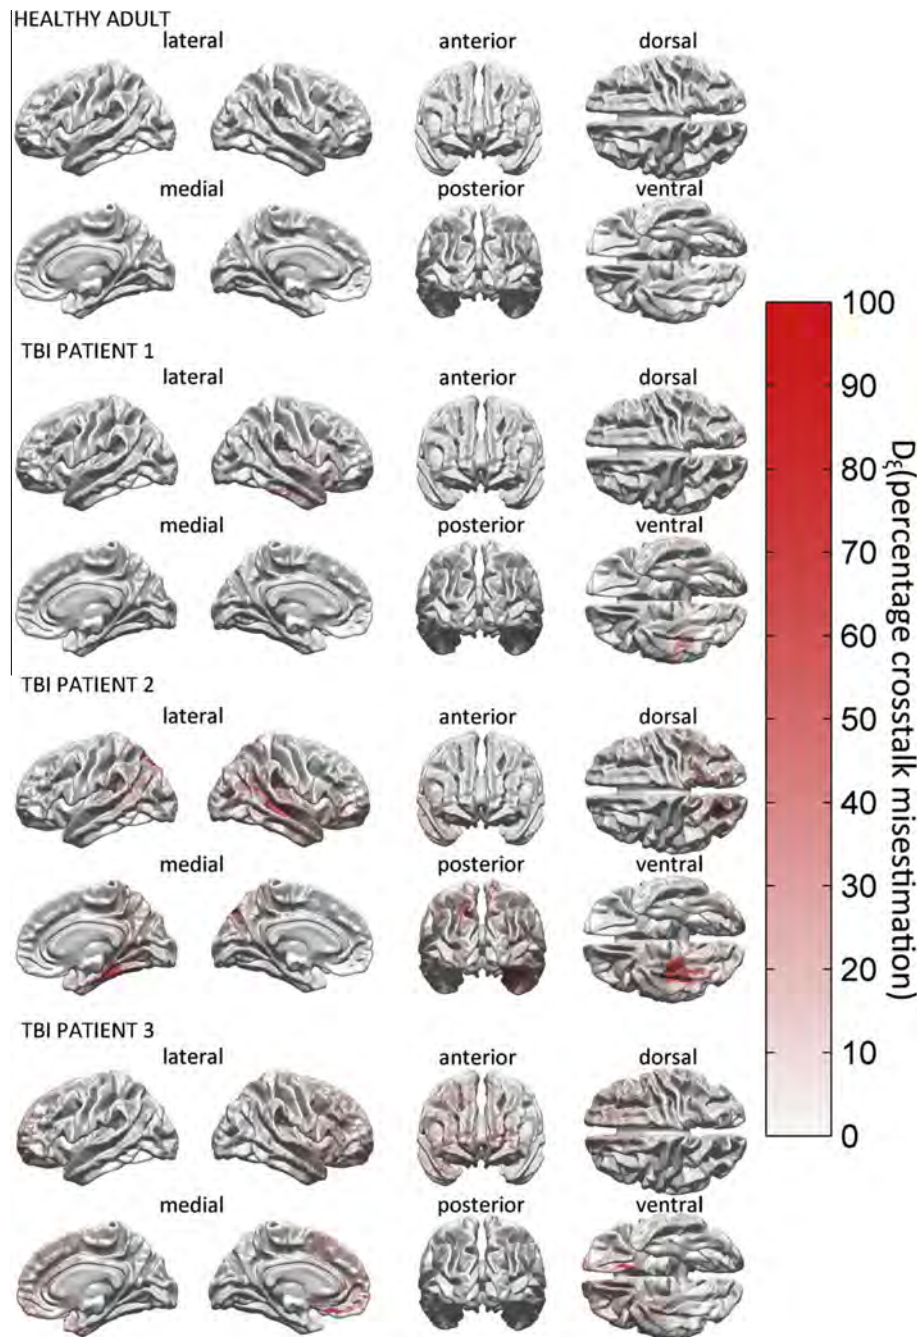 HEALTHY ADULT
lateral anterior dorsal
medial posterior ventral
TBI PATIENT 1
lateral anterior dorsal
medial posterior ventral
TBI PATIENT 2
lateral anterior dorsal
medial posterior ventral
TBI PATIENT 3
lateral anterior dorsal
medial posterior ventral
100
90
80
70
60
50
40
30
20
10
0
Dξ(percentage crosstalk misestimation)